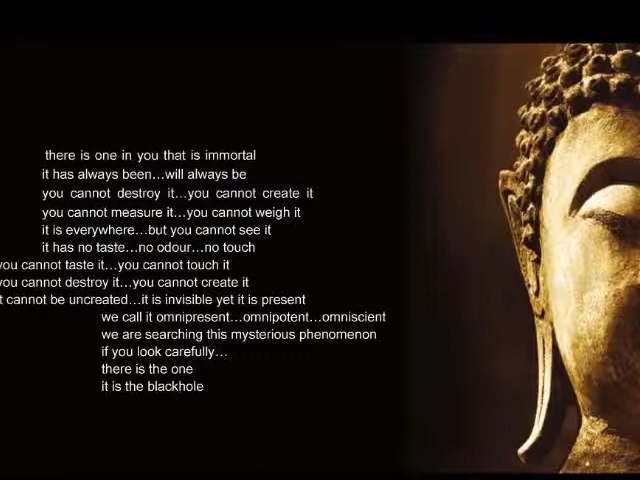 there is one in you that is immortal
it has always been...will always be
you cannot destroy it...you cannot create it
you cannot measure it...you cannot weigh it
it is everywhere...but you cannot see it
it has no taste...no odour...no touch
you cannot taste it...you cannot touch it
you cannot destroy it...you cannot create it
t cannot be uncreated...it is invisible yet it is present
we call it omnipresent...omnipotent...omniscient
we are searching this mysterious phenomenon
if you look carefully...
there is the one
it is the blackhole